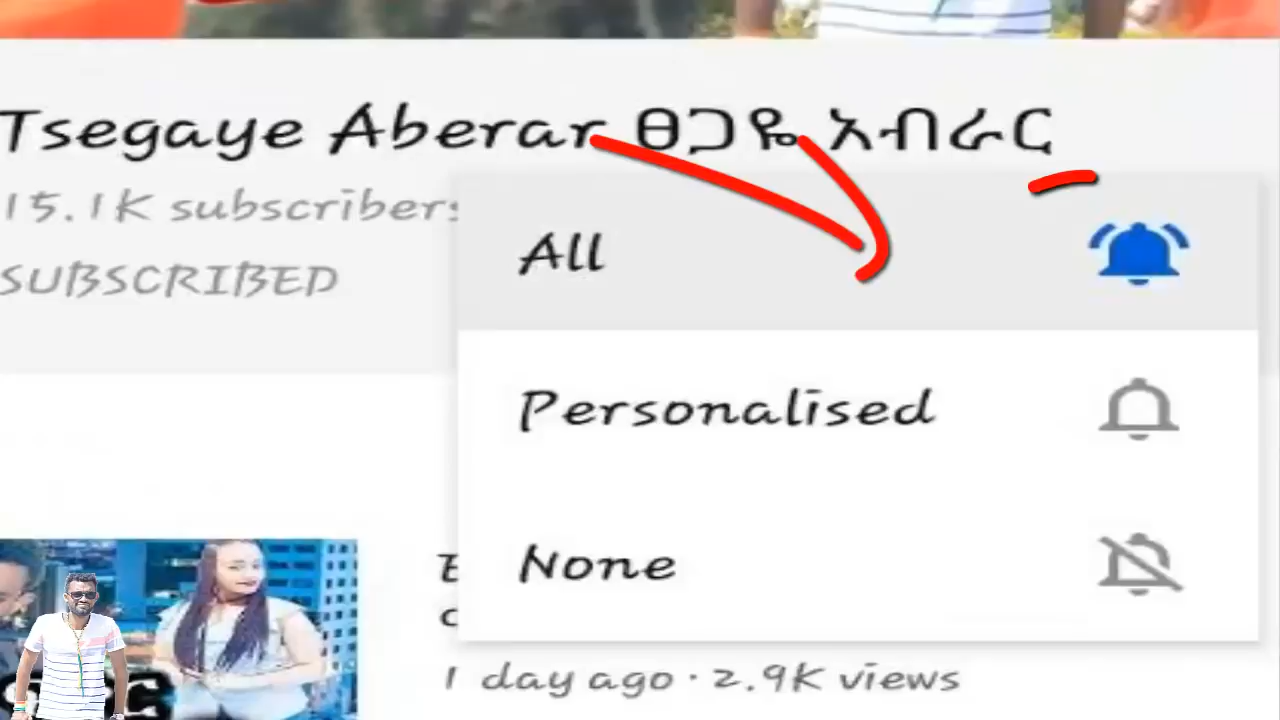 Tsegaye Aberar ፀጋዬ አብራር
15.1K subscribers
SUBSCRIBED
All
Personalised
None
1 day ago · 2.9K views